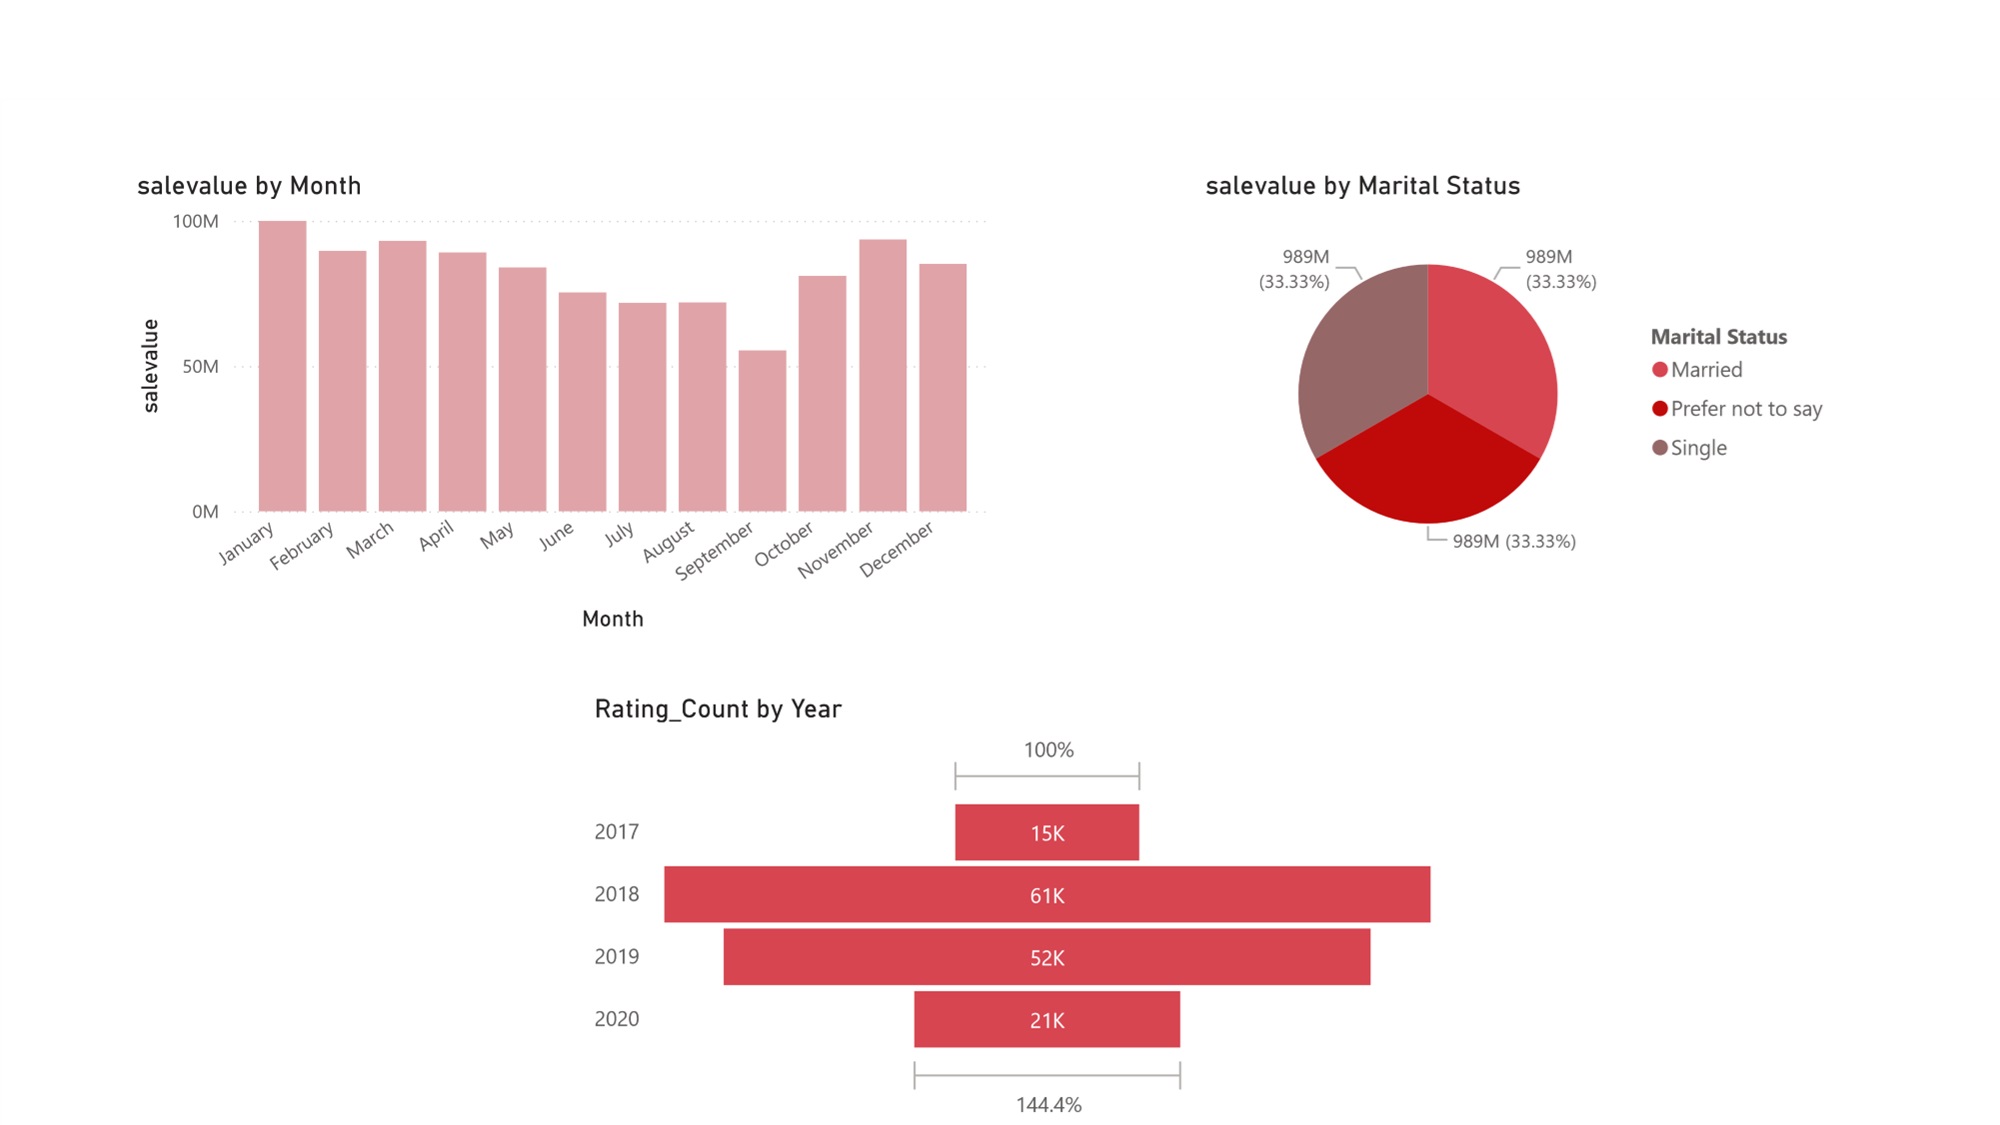 salevalue by Month
100M
50M
0M
salevalue
January
February
March
April
May
June
July
August
September
October
November
December
Month
salevalue by Marital Status
989M
(33.33%)
989M
(33.33%)
989M (33.33%)
Marital Status
Married
Prefer not to say
Single
Rating_Count by Year
100%
2017
15K
2018
61K
2019
52K
2020
21K
144.4%